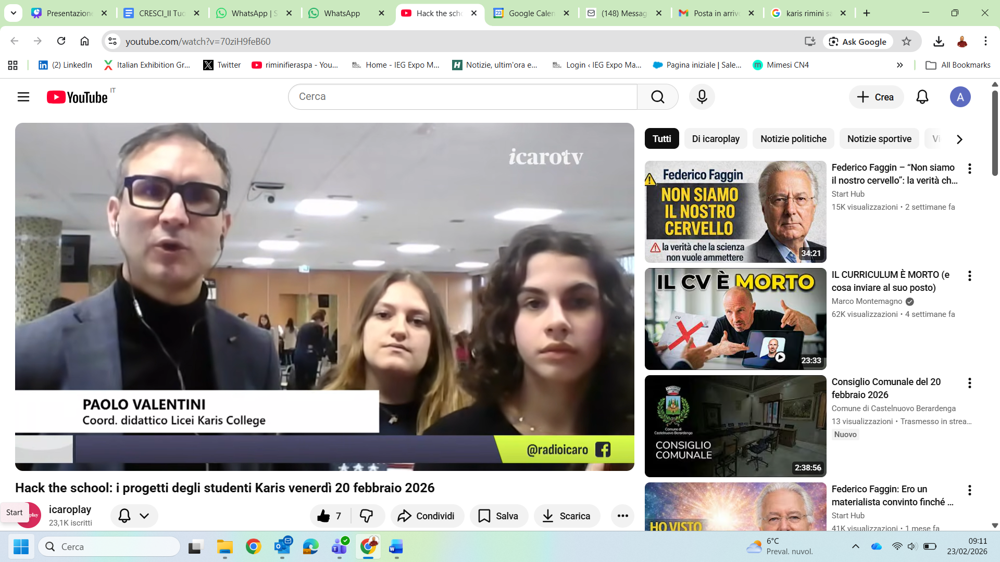 Presentazione
CRESCI_Il Tuo
WhatsApp | S
WhatsApp
Hack the scho
Google Calen
(148) Messag
Posta in arrivo
karis rimini sa
youtube.com/watch?v=70ziH9feB60
Ask Google
(2) LinkedIn
Italian Exhibition Gr...
Twitter
riminifieraspa - You...
Home - IEG Expo M...
Notizie, ultim'ora e...
Login ‹ IEG Expo Ma...
Pagina iniziale | Sale...
Mimesi CN4
All Bookmarks
YouTube IT
Cerca
Crea
A
icarotv
PAOLO VALENTINI
Coord. didattico Licei Karis College
@radioicaro
Hack the school: i progetti degli studenti Karis venerdì 20 febbraio 2026
icaroplay
23,1K iscritti
7
Condividi
Salva
Scarica
Start
Tutti
Di icaroplay
Notizie politiche
Notizie sportive
Vi
Federico Faggin
NON SIAMO
IL NOSTRO
CERVELLO
la verità che la scienza
non vuole ammettere
34:21
Federico Faggin – “Non siamo
il nostro cervello”: la verità ch...
Start Hub
15K visualizzazioni • 2 settimane fa
IL CV È MORTO
CV
23:33
IL CURRICULUM È MORTO (e
cosa inviare al suo posto)
Marco Montemagno
62K visualizzazioni • 4 settimane fa
Comune di
Castelnuovo Berardenga
CONSIGLIO
COMUNALE
2:38:56
Consiglio Comunale del 20
febbraio 2026
Comune di Castelnuovo Berardenga
13 visualizzazioni • Trasmesso in strea...
Nuovo
HO VISTO
Federico Faggin: Ero un
materialista convinto finché ...
Start Hub
41K visualizzazioni • 1 mese fa
Cerca
6°C
Preval. nuvol.
09:11
23/02/2026